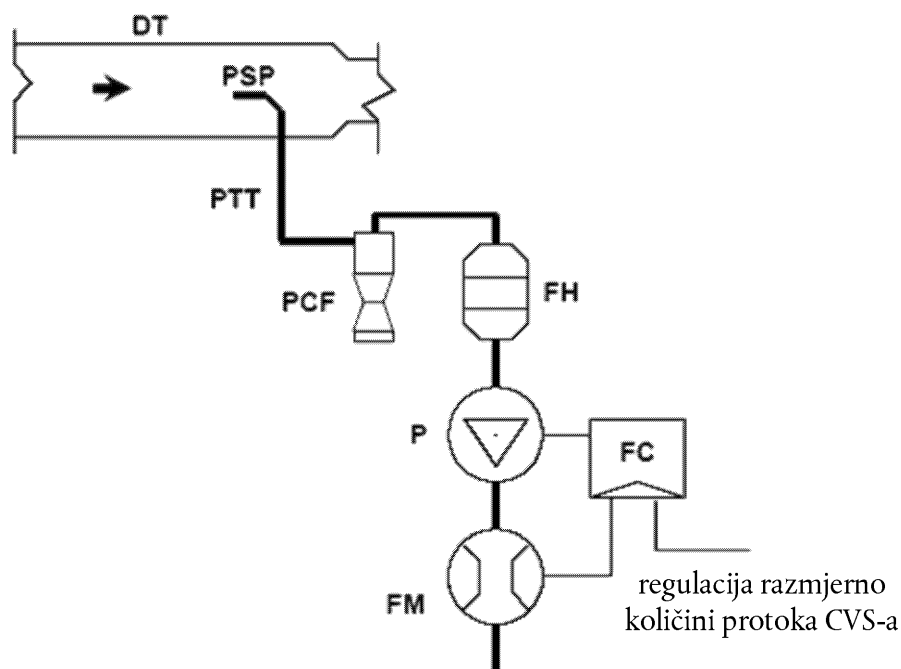 DT
PSP
PTT
PCF
FH
P
FC
FM
regulacija razmjerno
količini protoka CVS-a